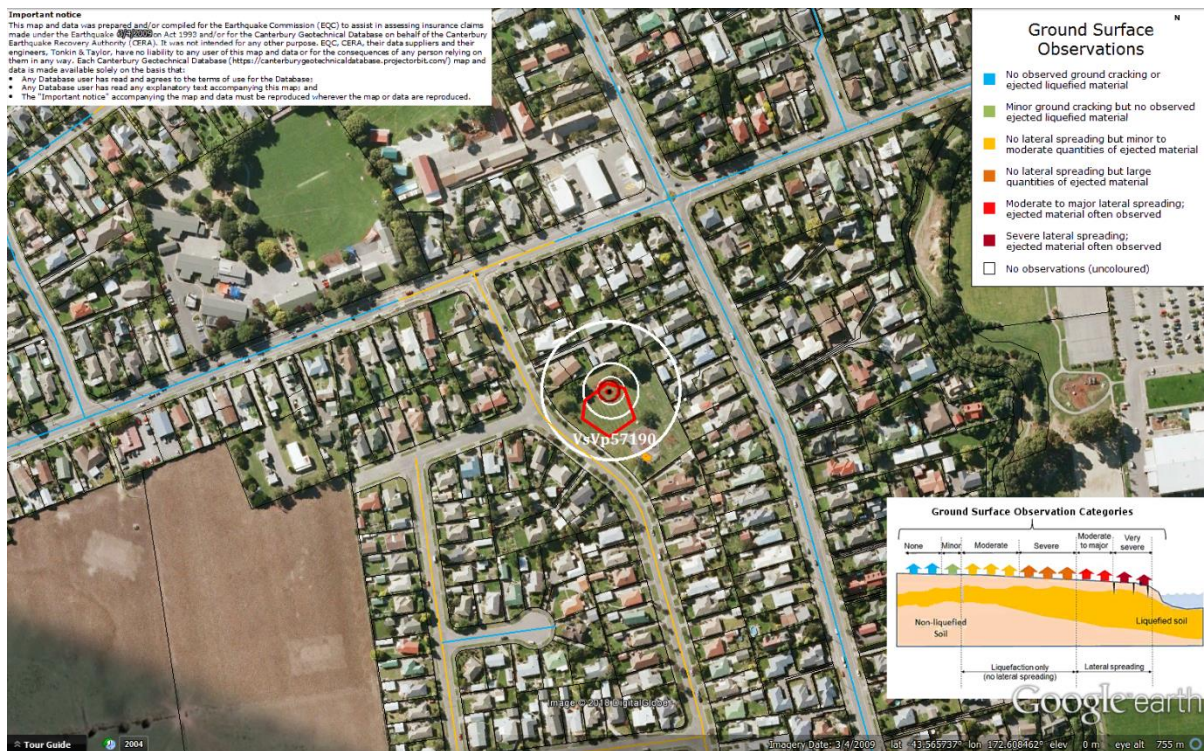 Important notice
This map and data was prepared and/or compiled for the Earthquake Commission (EQC) to assist in assessing insurance claims
made under the Earthquake 3/4/2009 on Act 1993 and/or for the Canterbury Geotechnical Database on behalf of the Canterbury
Earthquake Recovery Authority (CERA). It was not intended for any other purpose. EQC, CERA, their data suppliers and their
engineers, Tonkin & Taylor, have no liability to any user of this map and data or for the consequences of any person relying on
them in any way. Each Canterbury Geotechnical Database (https://canterburygeotechnicaldatabase.projectorbit.com/) map and
data is made available solely on the basis that:
• Any Database user has read and agrees to the terms of use for the Database;
• Any Database user has read any explanatory text accompanying this map; and
• The "Important notice" accompanying the map and data must be reproduced wherever the map or data are reproduced.
N
Ground Surface
Observations
No observed ground cracking or
ejected liquefied material
Minor ground cracking but no observed
ejected liquefied material
No lateral spreading but minor to
moderate quantities of ejected material
No lateral spreading but large
quantities of ejected material
Moderate to major lateral spreading;
ejected material often observed
Severe lateral spreading;
ejected material often observed
No observations (uncoloured)
VsVp57190
Ground Surface Observation Categories
None
Minor
Moderate
Severe
Moderate
to major
Very
severe
Non-liquefied
Soil
Liquefied soil
Liquefaction only
(no lateral spreading)
Lateral spreading
Google earth
Image © 2018 DigitalGlobe
Tour Guide
2004
Imagery Date: 3/4/2009 lat -43.565737° lon 172.608462° elev 0 m eye alt 755 m